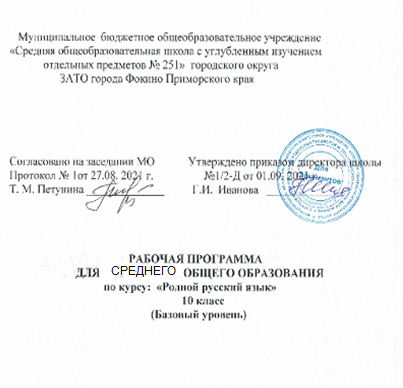 Муниципальное бюджетное общеобразовательное учреждение
«Средняя общеобразовательная школа с углубленным изучением
отдельных предметов № 251» городского округа
ЗАТО города Фокино Приморского края
Согласовано на заседании МО
Протокол № 1от 27.08. 2021 г.
Т. М. Петунина
Утверждено приказом директора школы
№1/2-Д от 01.09. 2021
Г.И. Иванова
РАБОЧАЯ ПРОГРАММА
ДЛЯ СРЕДНЕГО ОБЩЕГО ОБРАЗОВАНИЯ
по курсу: «Родной русский язык»
10 класс
(Базовый уровень)